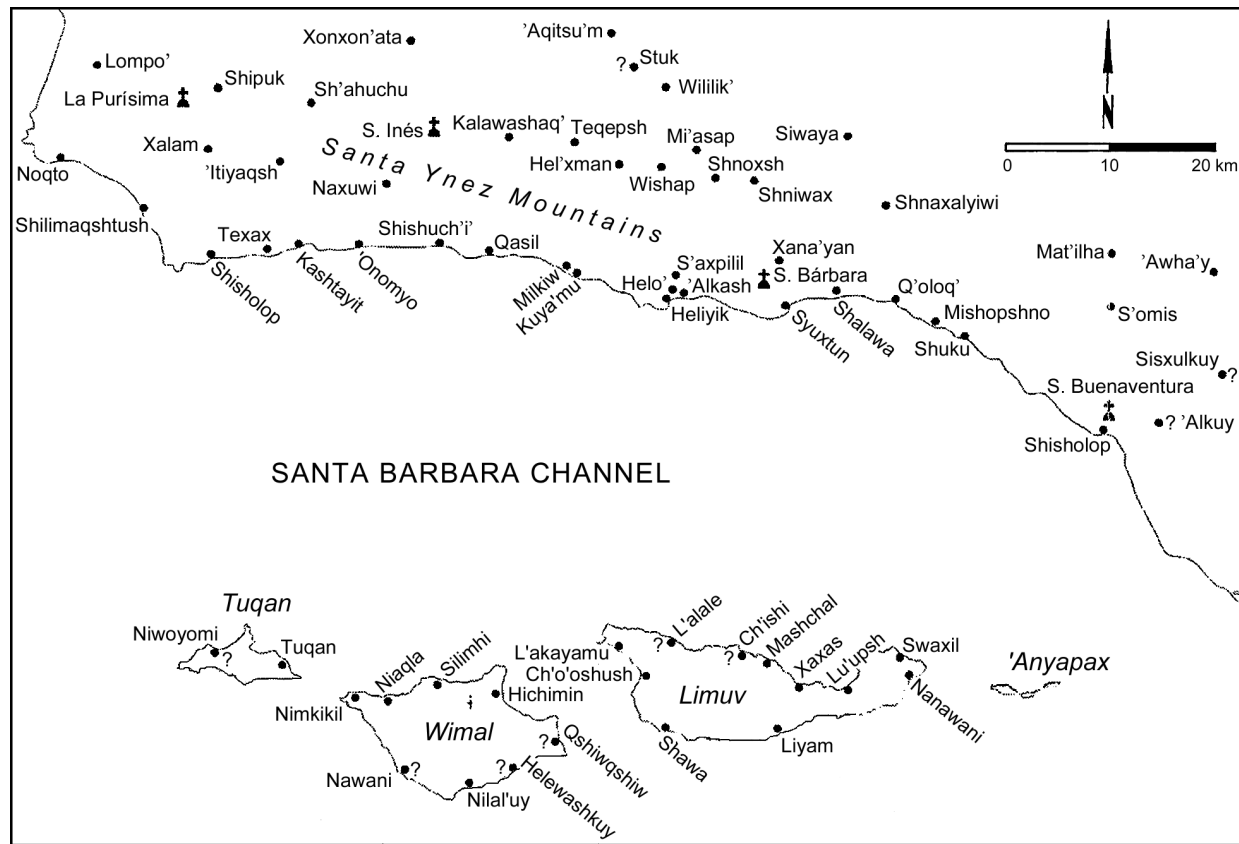 'Aqitsu'm
Xonxon'ata
Stuk
?
Lompo'
Shipuk
Wililik'
La Purísima
Sh'ahuchu
N
S. Inés
Kalawashaq'
Teqepsh
Mi'asap
Siwaya
Xalam
'Itiyaqsh
Hel'xman
Shnoxsh
0
10
20 km
Noqto
Santa Ynez Mountains
Naxuwi
Wishap
Shniwax
Shilimaqshtush
Shnaxalyiwi
Texax
Shishuch'i'
Qasil
Xana'yan
Mat'ilha
'Awha'y
Shisholop
Kashtayit
'Onomyo
Milkiw
Kuya'mu
S'axpilil
Helo'
'Alkash
S. Bárbara
Heliyik
Syuxtun
Shalawa
Q'oloq'
Mishopshno
S'omis
Shuku
Sisxulkuy
?
S. Buenaventura
? 'Alkuy
Shisholop
SANTA BARBARA CHANNEL
Tuqan
Niwoyomi
?
Tuqan
L'alale
?
Ch'ishi
?
Mashchal
Xaxas
Lu'upsh
Swaxil
'Anyapax
Niaqla
Silimhi
L'akayamu
Ch'o'oshush
Limuv
Nanawani
Nimkikil
Hichimin
Wimal
Qshiwqshiw
?
Shawa
Liyam
Nawani
?
Nilal'uy
?
Helewashkuy